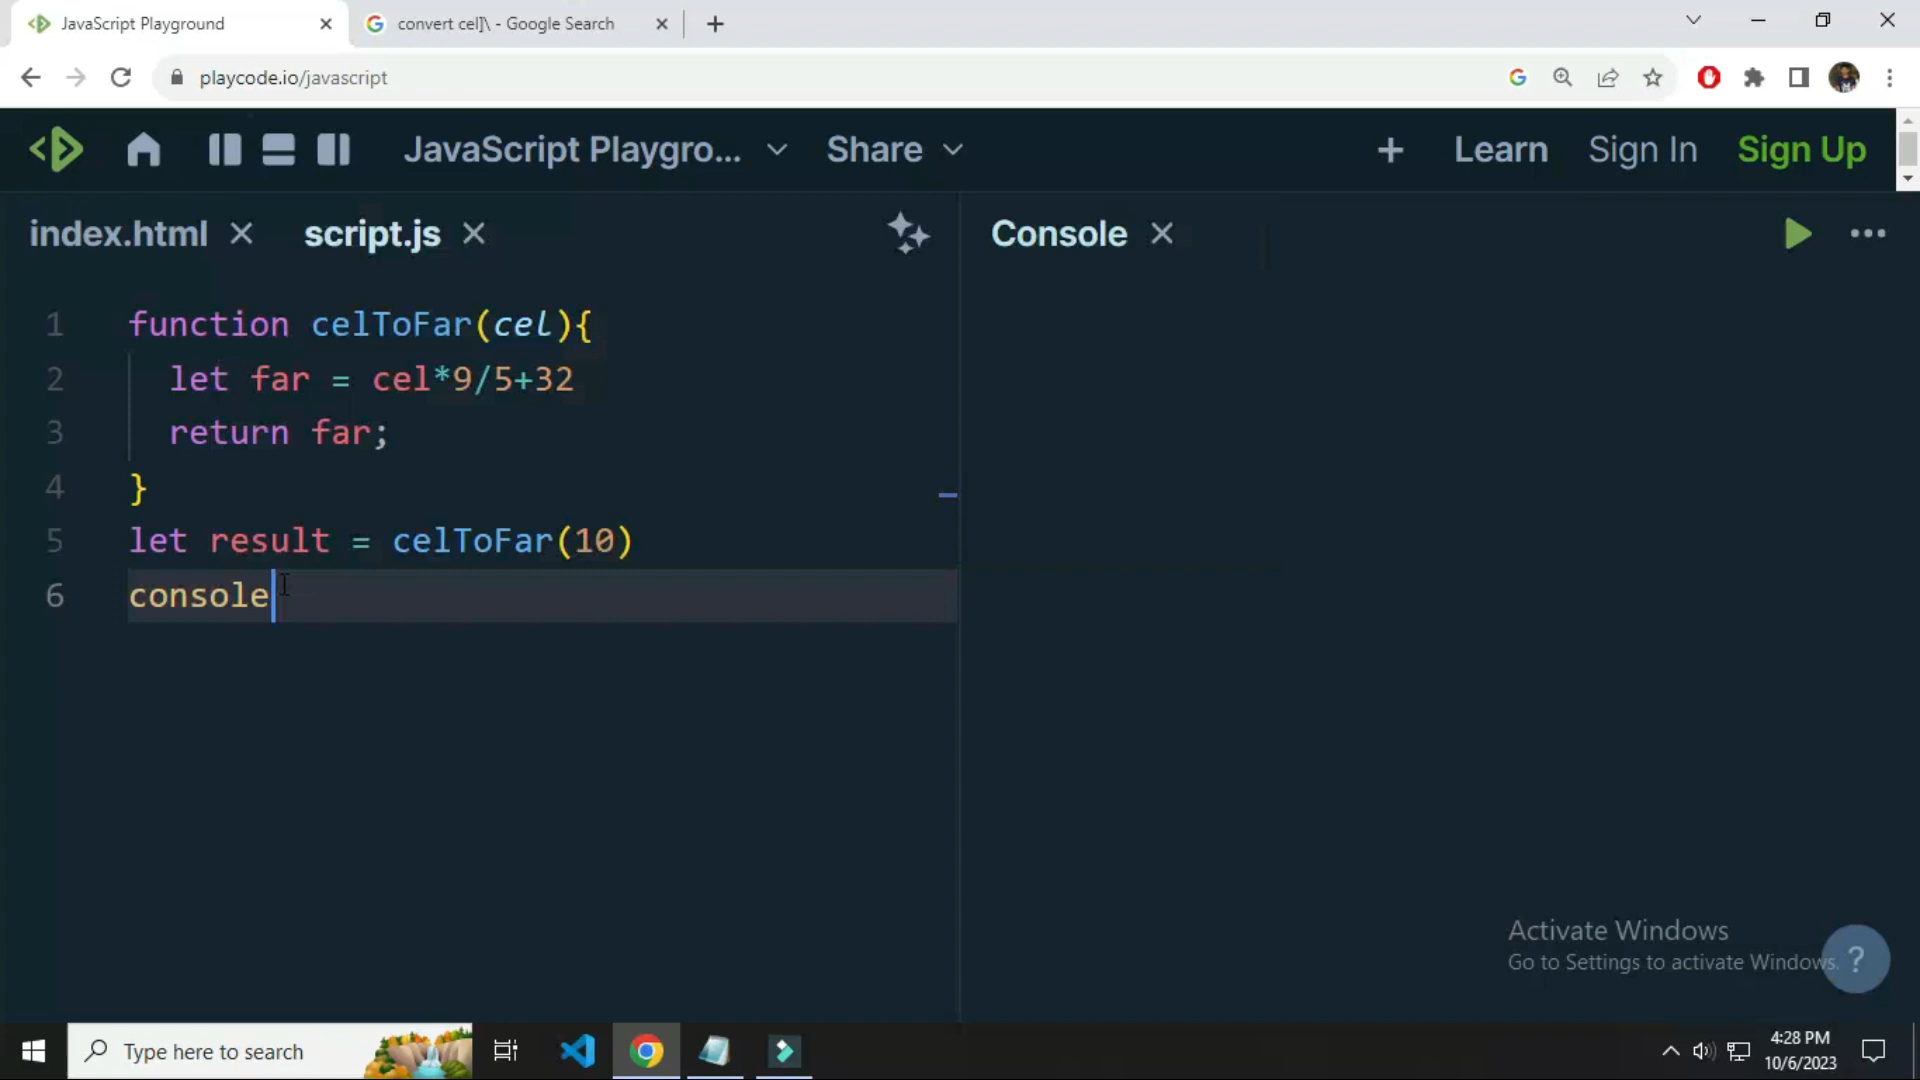 JavaScript Playground
convert cel]\ - Google Search
playcode.io/javascript
JavaScript Playgro...
Share
Learn
Sign In
Sign Up
index.html
script.js
Console
1 function celToFar(cel){
2 let far = cel*9/5+32
3 return far;
4 }
5 let result = celToFar(10)
6 console
Activate Windows
Go to Settings to activate Windows.
?
Type here to search
4:28 PM
10/6/2023